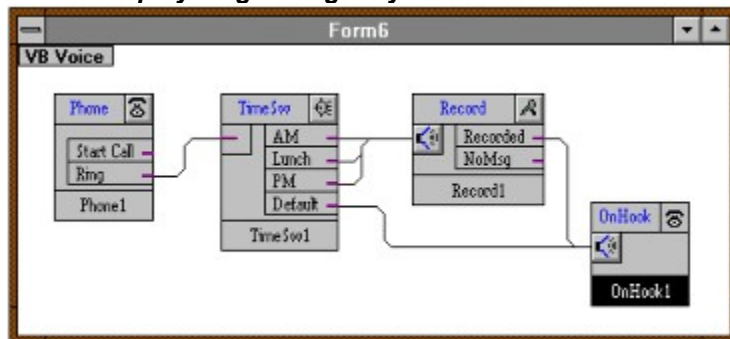 Form6
VB Voice
Phone
Start Call
Ring
Phone1
TimeSw
AM
Lunch
PM
Default
TimeSw1
Record
Recorded
NoMsg
Record1
OnHook
OnHook1